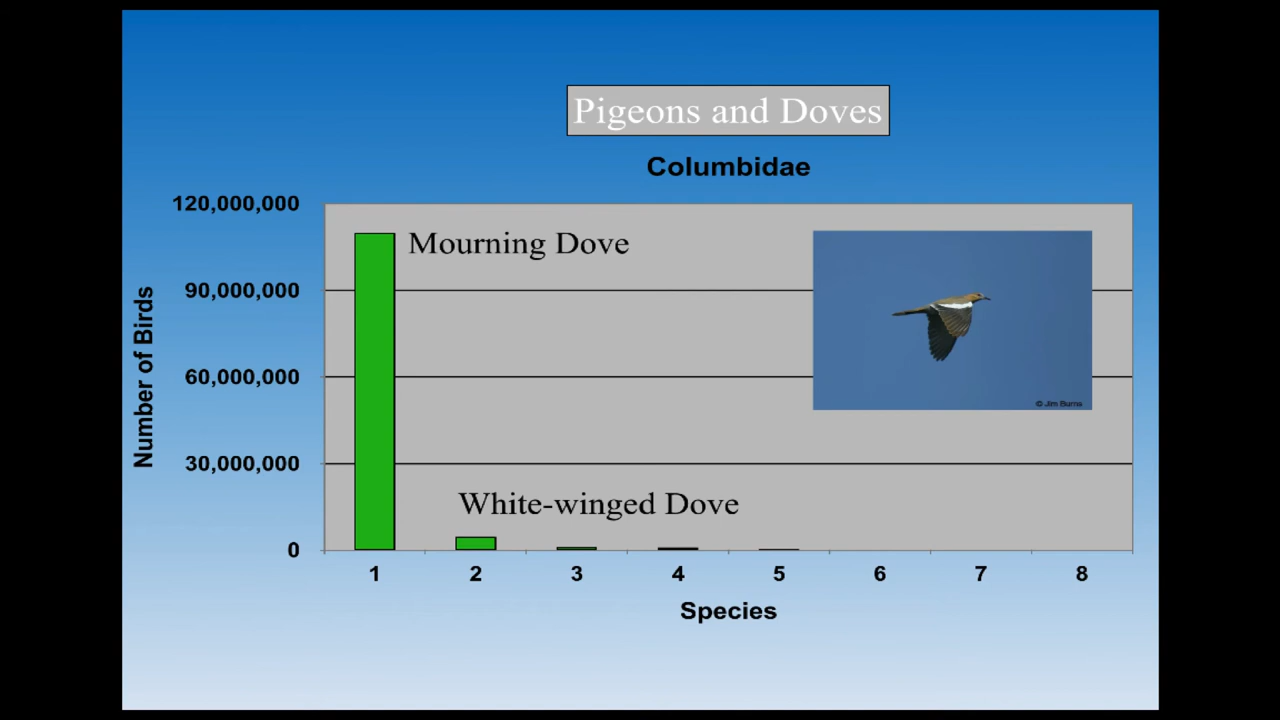 Pigeons and Doves
Columbidae
120,000,000
Mourning Dove
90,000,000
60,000,000
© Jim Burns
30,000,000
White-winged Dove
0
Number of Birds
1 2 3 4 5 6 7 8
Species